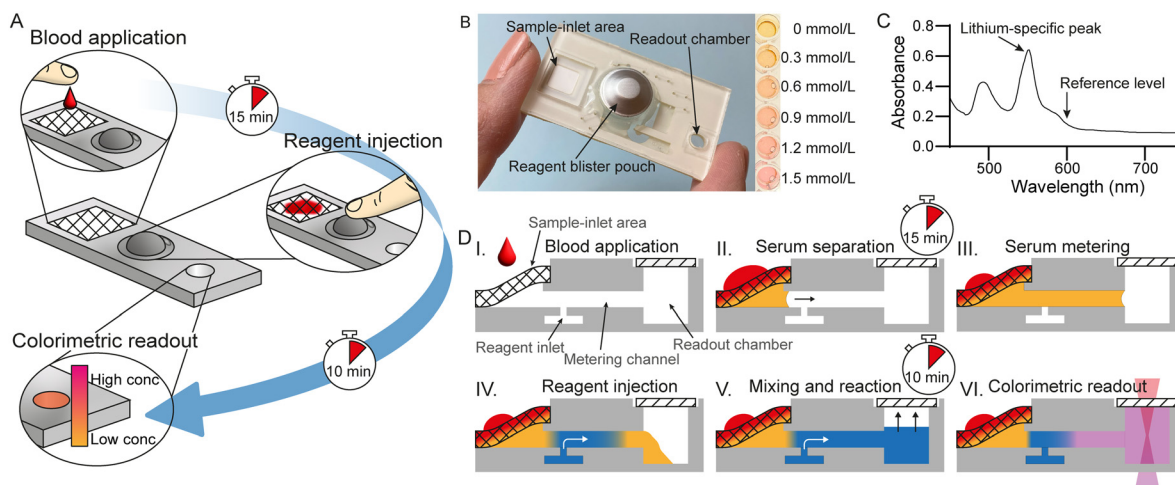 A
Blood application
15 min
Reagent injection
Colorimetric readout
High conc
Low conc
10 min
B
Sample-inlet area
Readout chamber
Reagent blister pouch
0 mmol/L
0.3 mmol/L
0.6 mmol/L
0.9 mmol/L
1.2 mmol/L
1.5 mmol/L
C
Lithium-specific peak
Reference level
Absorbance
0.8
0.6
0.4
0.2
0
500
600
700
Wavelength (nm)
D
Sample-inlet area
I.
Blood application
Reagent inlet
Metering channel
Readout chamber
II.
Serum separation
15 min
III.
Serum metering
IV.
Reagent injection
V.
Mixing and reaction
10 min
VI.
Colorimetric readout